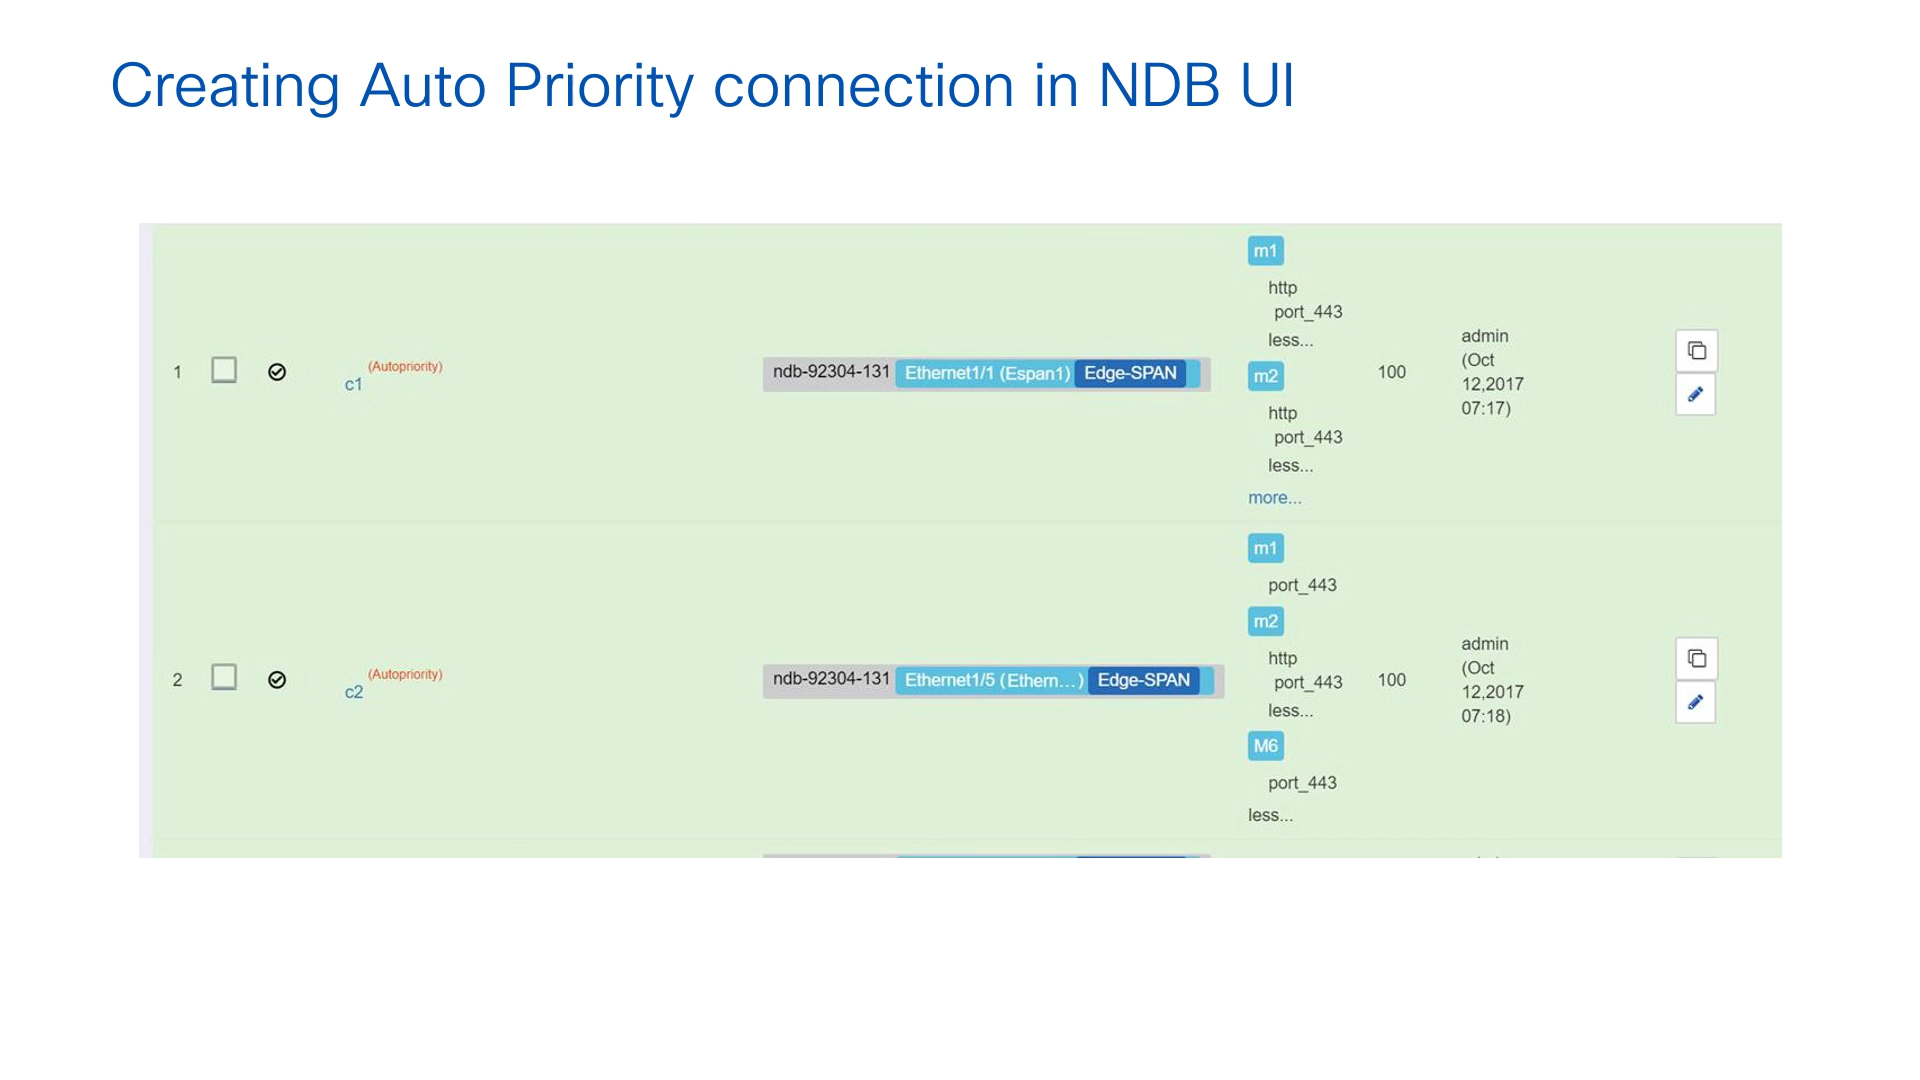 Creating Auto Priority connection in NDB UI
1
c1 (Autopriority)
ndb-92304-131 Ethernet1/1 (Espan1) Edge-SPAN
m1
http
port_443
less...
m2
http
port_443
less...
more...
100
admin
(Oct
12,2017
07:17)
2
c2 (Autopriority)
ndb-92304-131 Ethernet1/5 (Ethern...) Edge-SPAN
m1
port_443
m2
http
port_443
less...
M6
port_443
less...
100
admin
(Oct
12,2017
07:18)